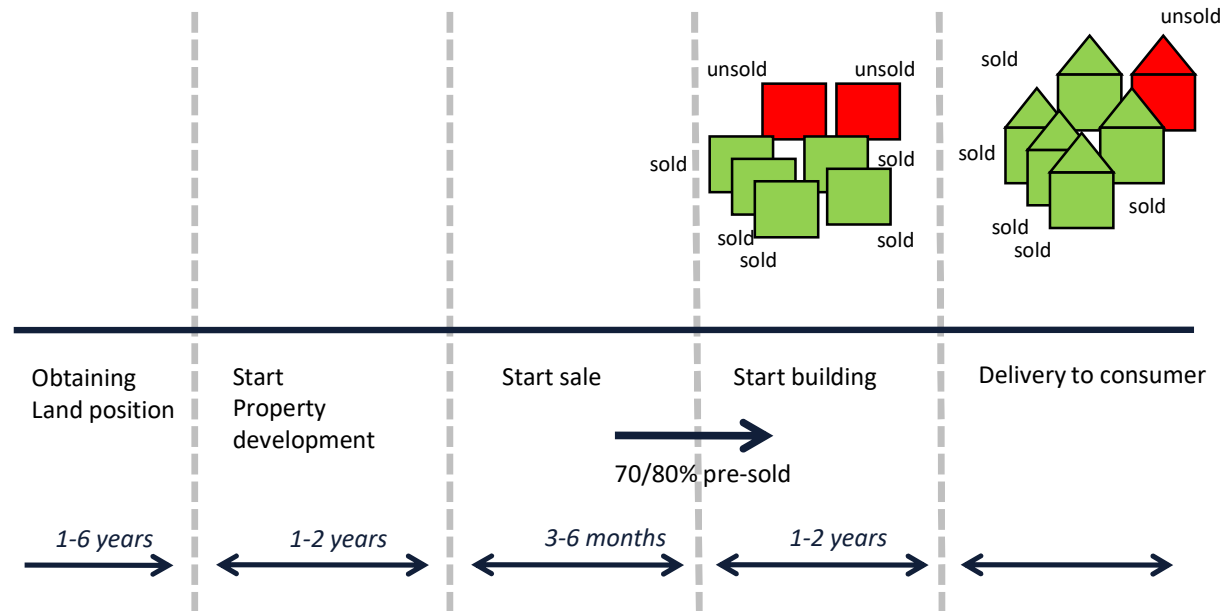 unsold
sold
unsold
unsold
sold
sold
sold
sold
sold
sold
sold
sold
sold
sold
Obtaining
Land position
Start
Property
development
Start sale
Start building
Delivery to consumer
70/80% pre-sold
1-6 years
1-2 years
3-6 months
1-2 years